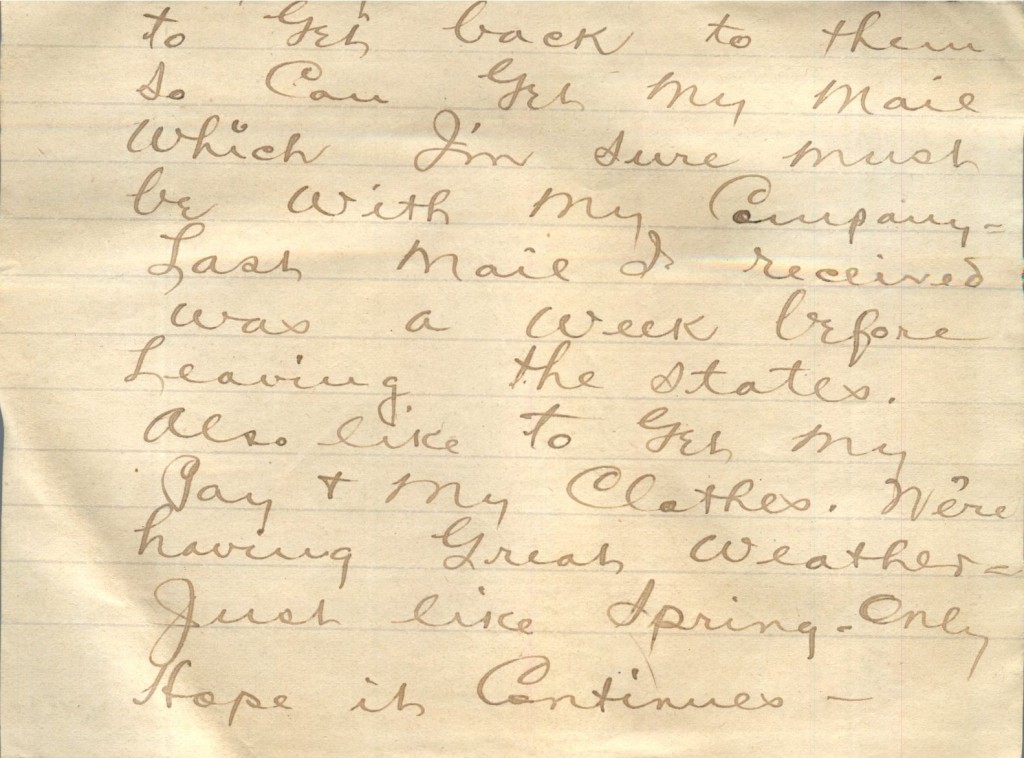 to Get back to them
So Can Get My Mail
Which I'm sure must
be With My Company -
Last Mail I received
was a Week before
Leaving the states.
Also like to Get My
Pay + My Clothes. We're
having Great Weather -
Just like Spring - Only
Hope it Continues -